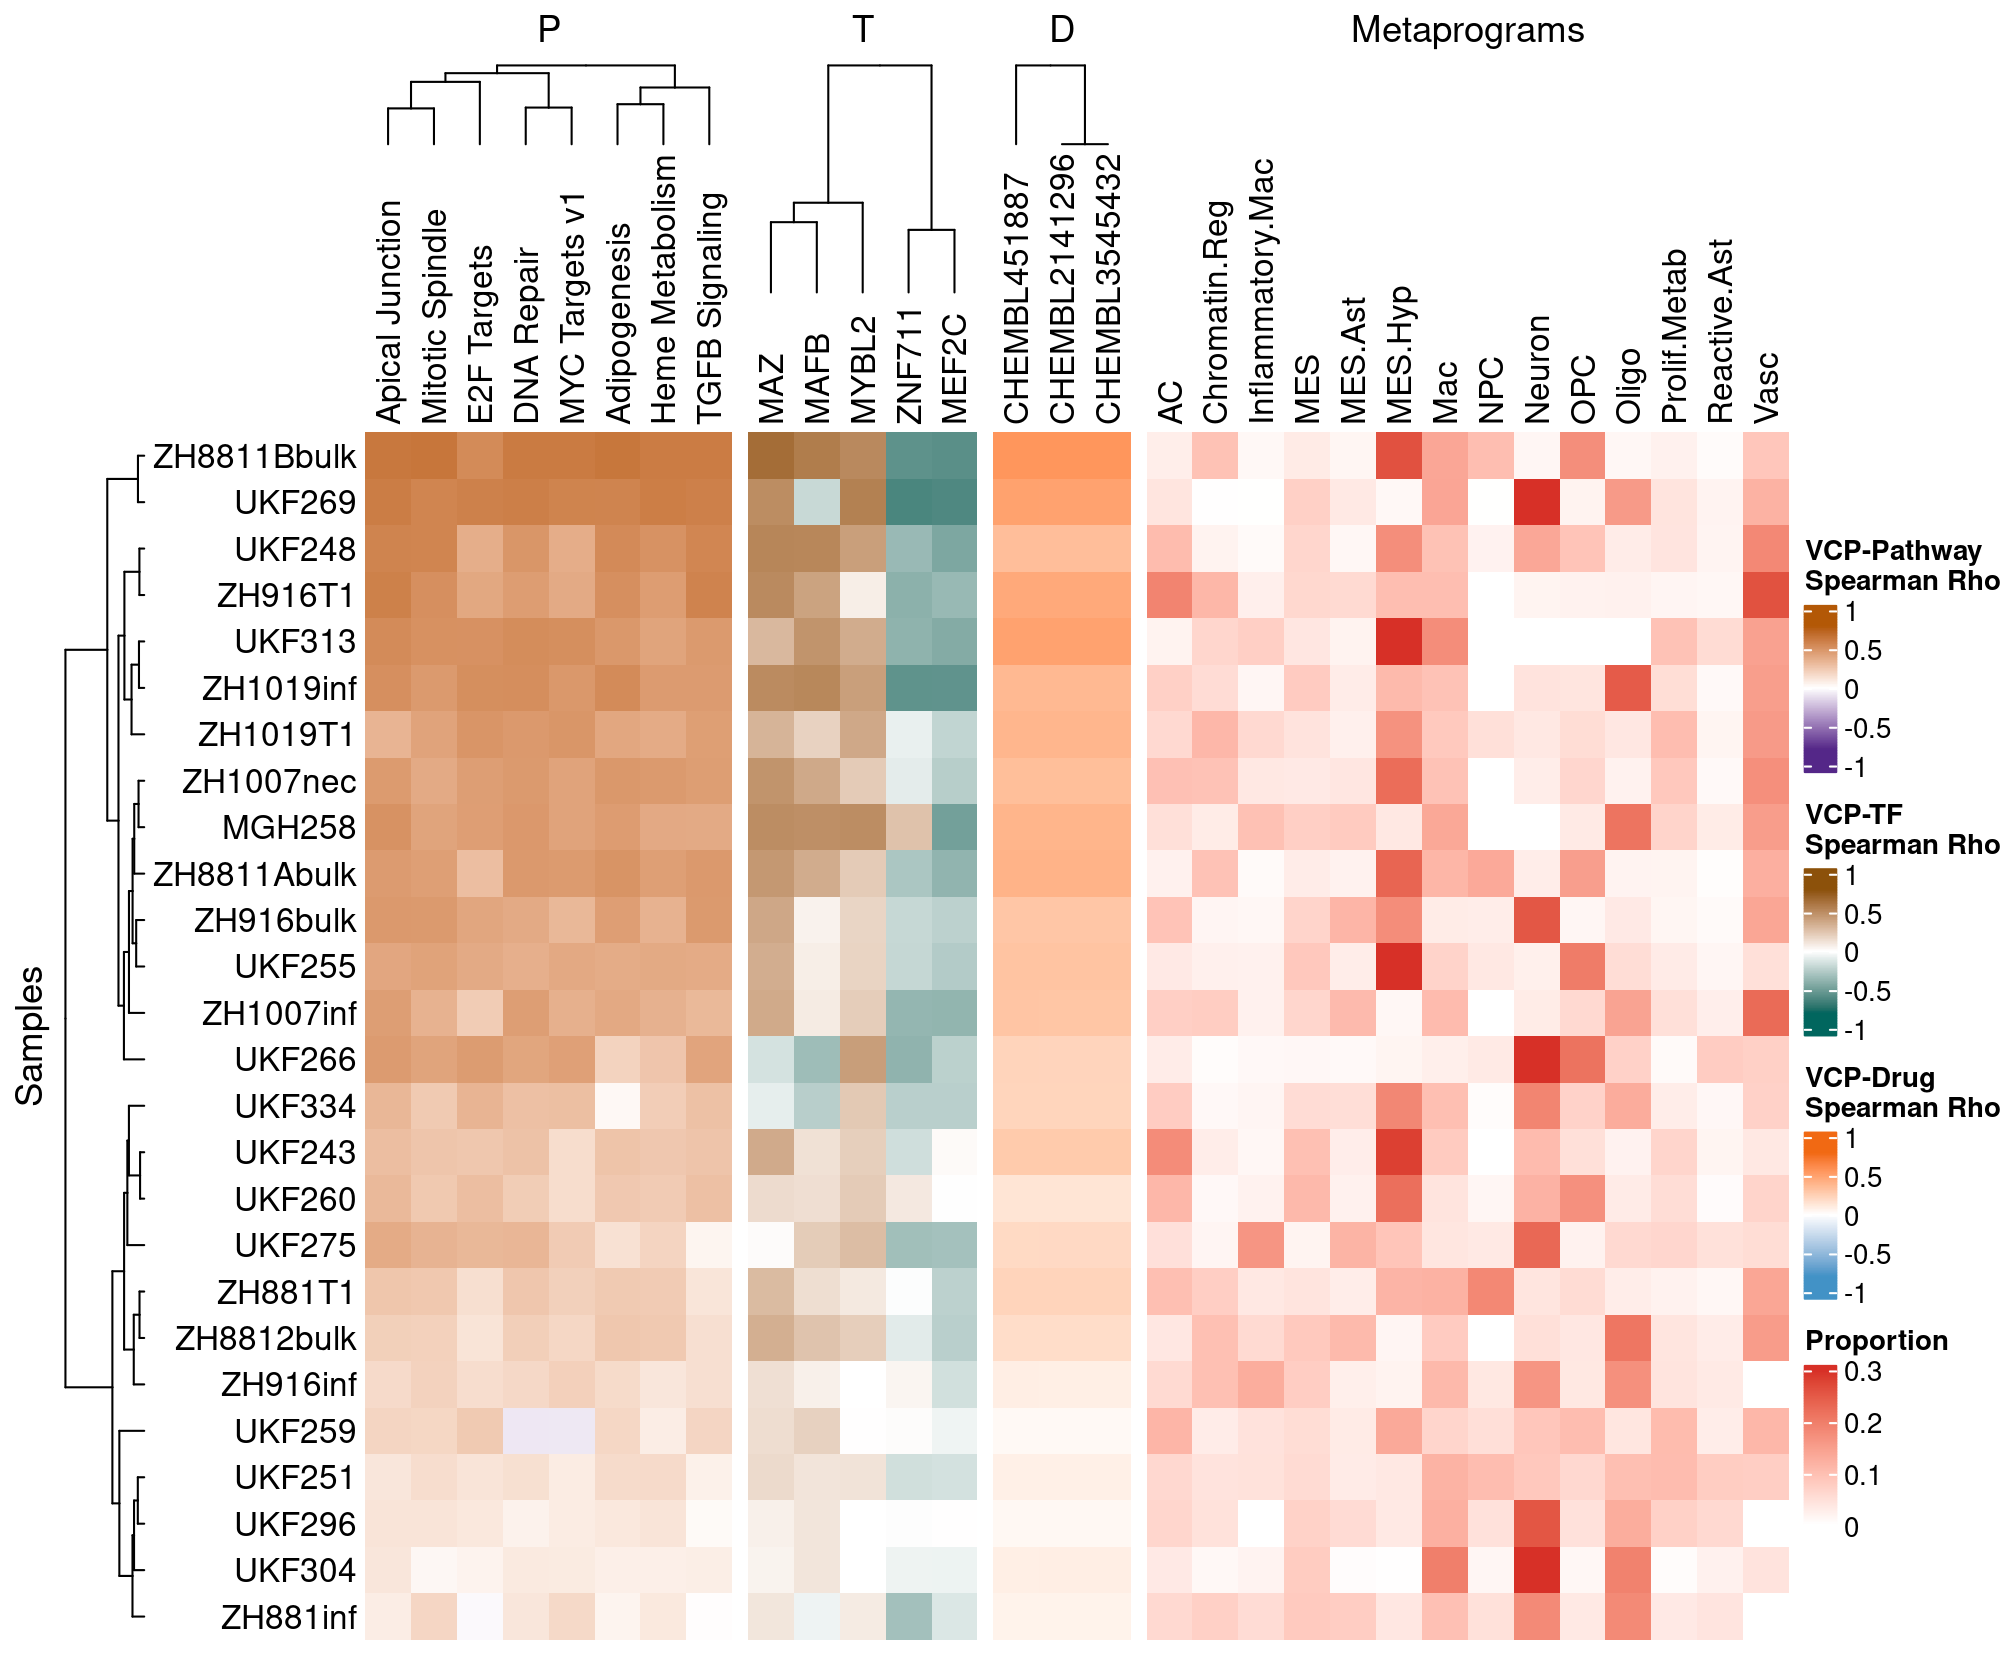 P
T
D
Metaprograms
Apical Junction
Mitotic Spindle
E2F Targets
DNA Repair
MYC Targets v1
Adipogenesis
Heme Metabolism
TGFB Signaling
MAZ
MAFB
MYBL2
ZNF711
MEF2C
CHEMBL451887
CHEMBL2141296
CHEMBL3545432
AC
Chromatin.Reg
Inflammatory.Mac
MES
MES.Ast
MES.Hyp
Mac
NPC
Neuron
OPC
Oligo
Prolif.Metab
Reactive.Ast
Vasc
Samples
ZH8811Bbulk
UKF269
UKF248
ZH916T1
UKF313
ZH1019inf
ZH1019T1
ZH1007nec
MGH258
ZH8811Abulk
ZH916bulk
UKF255
ZH1007inf
UKF266
UKF334
UKF243
UKF260
UKF275
ZH881T1
ZH8812bulk
ZH916inf
UKF259
UKF251
UKF296
UKF304
ZH881inf
VCP-Pathway
Spearman Rho
1
0.5
0
-0.5
-1
VCP-TF
Spearman Rho
1
0.5
0
-0.5
-1
VCP-Drug
Spearman Rho
1
0.5
0
-0.5
-1
Proportion
0.3
0.2
0.1
0